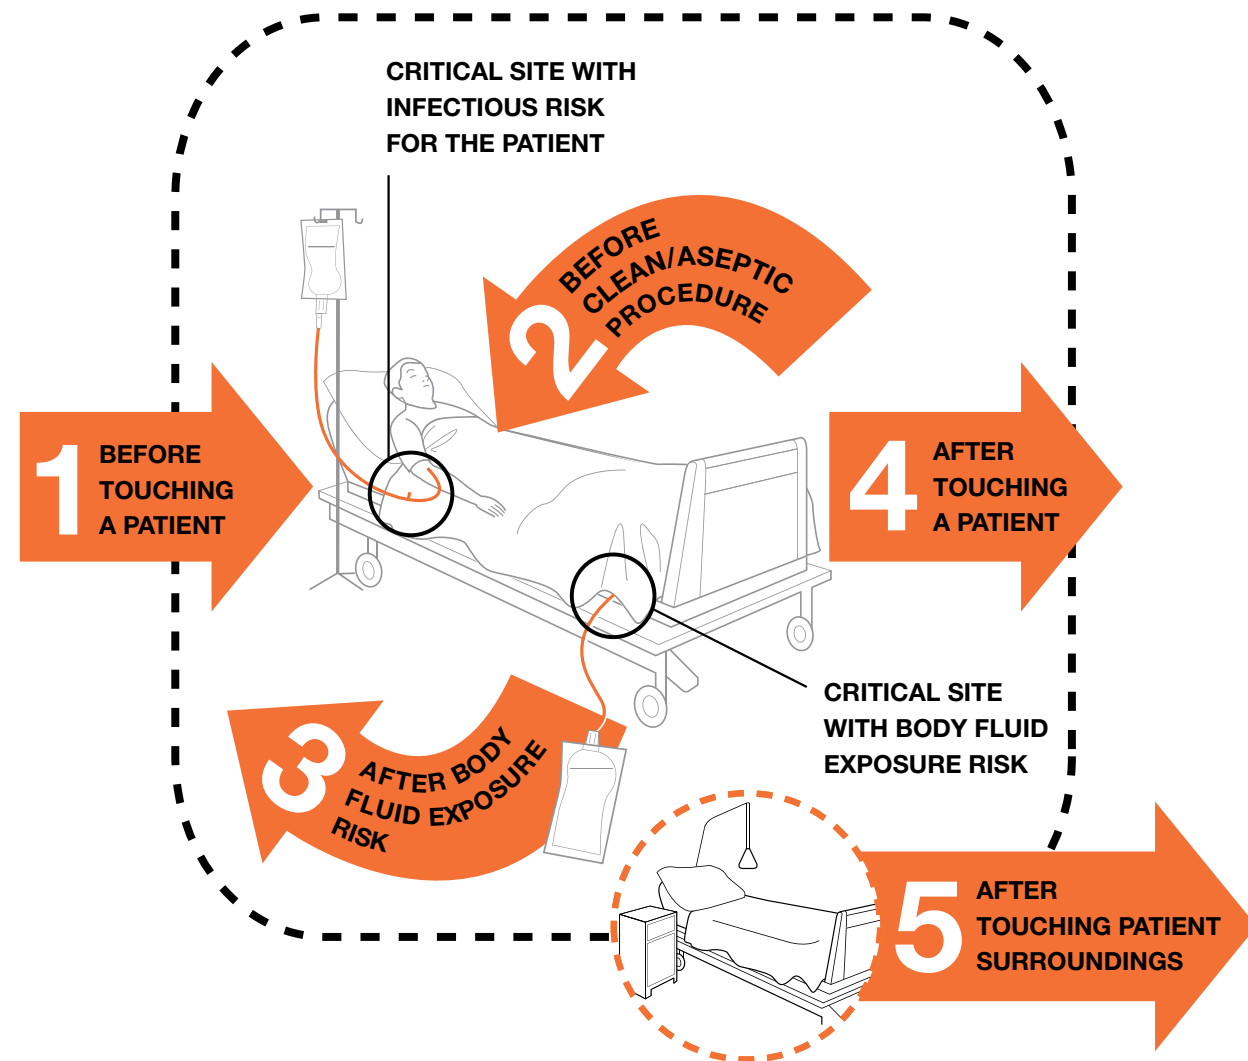 CRITICAL SITE WITH
INFECTIOUS RISK
FOR THE PATIENT
2
BEFORE
CLEAN/ASEPTIC
PROCEDURE
1
BEFORE
TOUCHING
A PATIENT
4
AFTER
TOUCHING
A PATIENT
CRITICAL SITE
WITH BODY FLUID
EXPOSURE RISK
3
AFTER BODY
FLUID EXPOSURE
RISK
5
AFTER
TOUCHING PATIENT
SURROUNDINGS